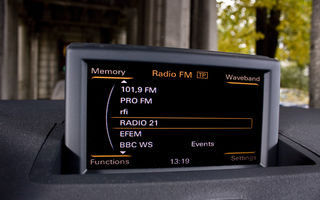 Memory Radio FM TP Waveband
101,9 FM
PRO FM
rfi
RADIO 21
EFEM
BBC WS Events
Functions 13:19 Settings